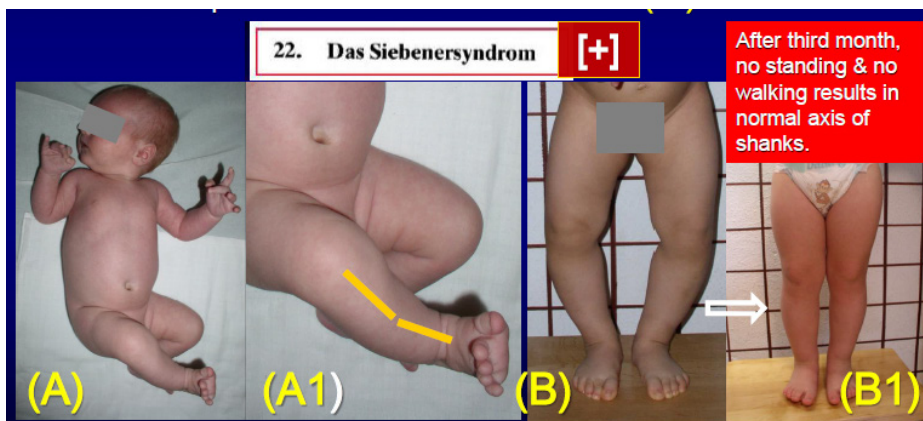 22. Das Siebenersyndrom
[+]
After third month,
no standing & no
walking results in
normal axis of
shanks.
(A)
(A1)
(B)
(B1)